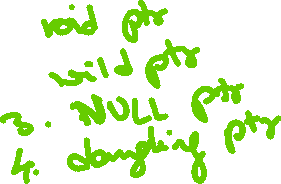 void ptr
wild ptr
3. NULL ptr
4. dangling ptr